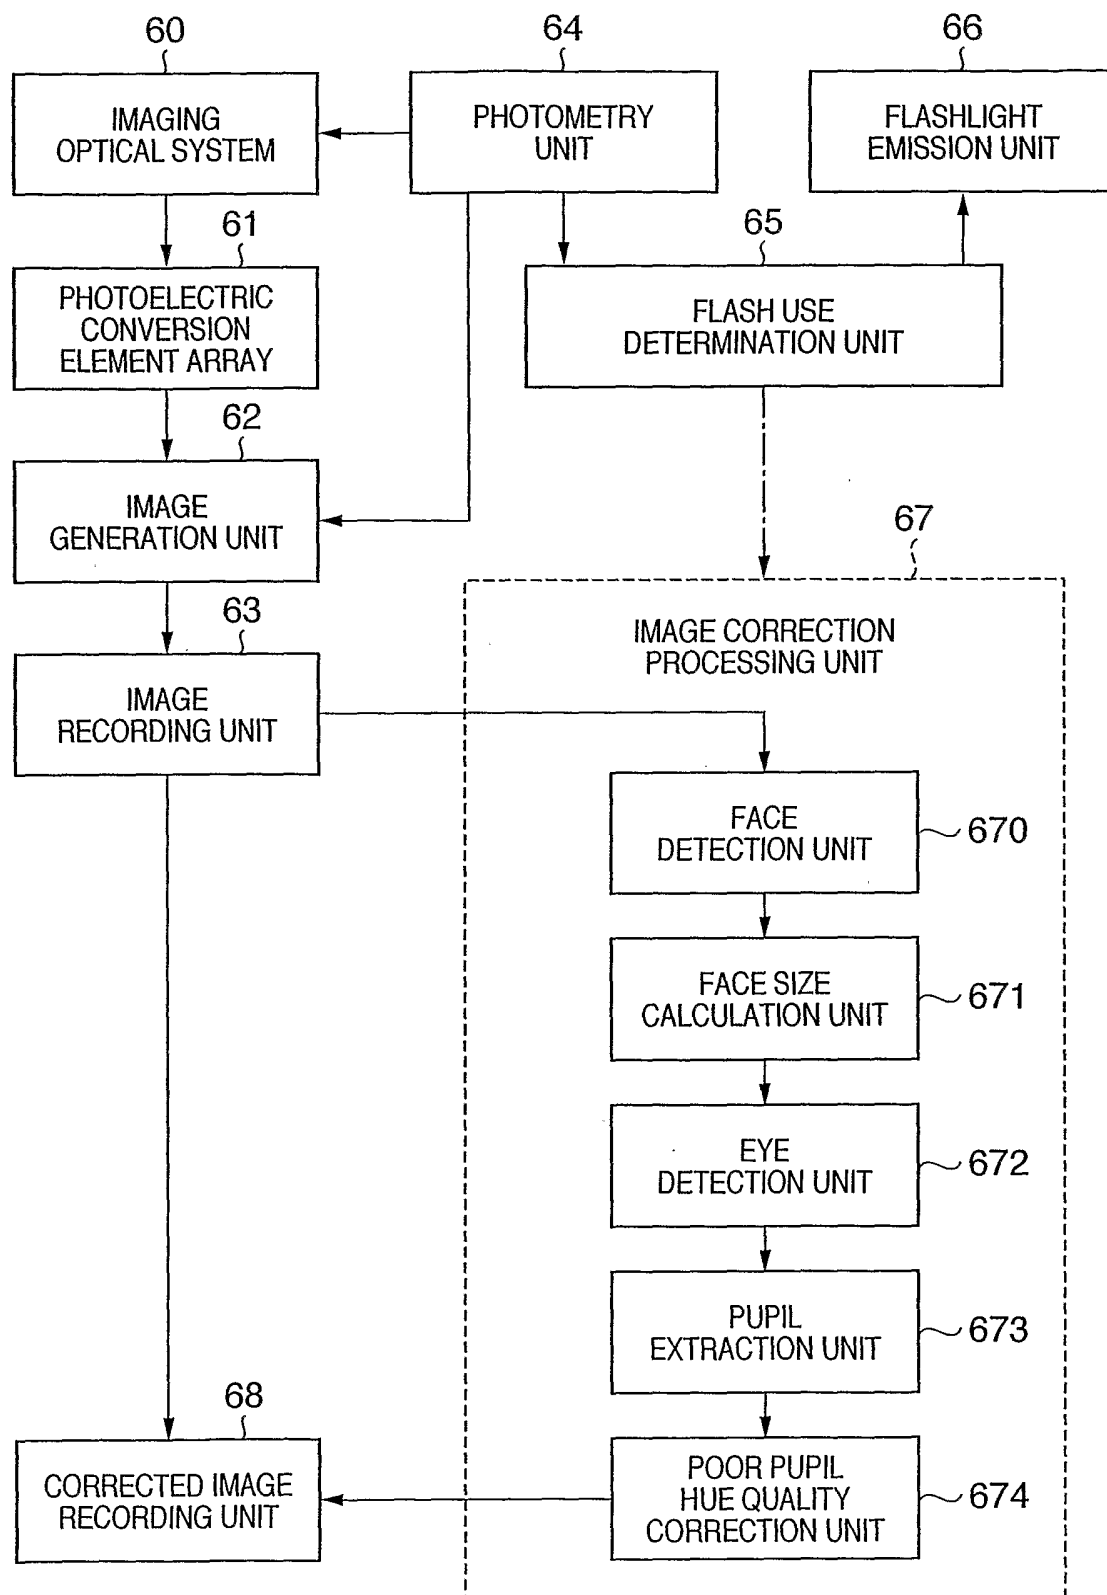 60
64
66
IMAGING
OPTICAL SYSTEM
PHOTOMETRY
UNIT
FLASHLIGHT
EMISSION UNIT
61
65
PHOTOELECTRIC
CONVERSION
ELEMENT ARRAY
FLASH USE
DETERMINATION UNIT
62
IMAGE
GENERATION UNIT
67
63
IMAGE CORRECTION
PROCESSING UNIT
IMAGE
RECORDING UNIT
FACE
DETECTION UNIT
670
FACE SIZE
CALCULATION UNIT
671
EYE
DETECTION UNIT
672
PUPIL
EXTRACTION UNIT
673
68
CORRECTED IMAGE
RECORDING UNIT
POOR PUPIL
HUE QUALITY
CORRECTION UNIT
674